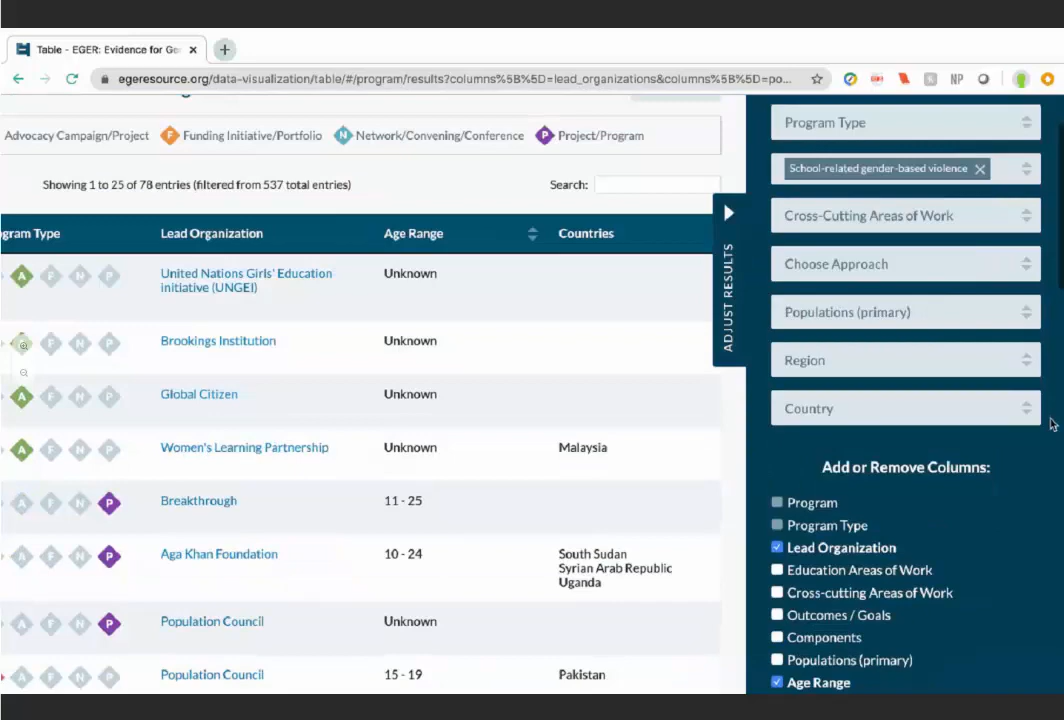 Table - EGER: Evidence for Ge
egeresource.org/data-visualization/table/#/program/results?columns%5B%5D=lead_organizations&columns%5B%5D=po...
NP
Advocacy Campaign/Project
F Funding Initiative/Portfolio
N Network/Convening/Conference
P Project/Program
Showing 1 to 25 of 78 entries (filtered from 537 total entries)
Search:
gram Type
Lead Organization
Age Range
Countries
A F N P
United Nations Girls' Education
initiative (UNGEI)
Unknown
F N P
Brookings Institution
Unknown
A F N P
Global Citizen
Unknown
A F N P
Women's Learning Partnership
Unknown
Malaysia
A F N P
Breakthrough
11 - 25
A F N P
Aga Khan Foundation
10 - 24
South Sudan
Syrian Arab Republic
Uganda
A F N P
Population Council
Unknown
A F N P
Population Council
15 - 19
Pakistan
ADJUST RESULTS
Program Type
School-related gender-based violence
Cross-Cutting Areas of Work
Choose Approach
Populations (primary)
Region
Country
Add or Remove Columns:
Program
Program Type
Lead Organization
Education Areas of Work
Cross-cutting Areas of Work
Outcomes / Goals
Components
Populations (primary)
Age Range